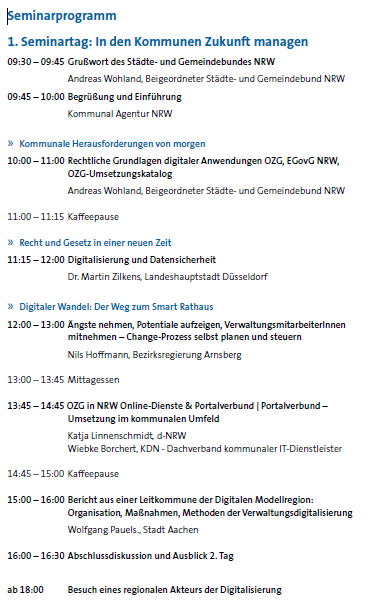 Seminarprogramm
1. Seminartag: In den Kommunen Zukunft managen
09:30 – 09:45 Grußwort des Städte- und Gemeindebundes NRW
Andreas Wohland, Beigeordneter Städte- und Gemeindebund NRW
09:45 – 10:00 Begrüßung und Einführung
Kommunal Agentur NRW
» Kommunale Herausforderungen von morgen
10:00 – 11:00 Rechtliche Grundlagen digitaler Anwendungen OZG, EGovG NRW,
OZG-Umsetzungskatalog
Andreas Wohland, Beigeordneter Städte- und Gemeindebund NRW
11:00 – 11:15 Kaffeepause
» Recht und Gesetz in einer neuen Zeit
11:15 – 12:00 Digitalisierung und Datensicherheit
Dr. Martin Zilkens, Landeshauptstadt Düsseldorf
» Digitaler Wandel: Der Weg zum Smart Rathaus
12:00 – 13:00 Ängste nehmen, Potentiale aufzeigen, VerwaltungsmitarbeiterInnen
mitnehmen – Change-Prozess selbst planen und steuern
Nils Hoffmann, Bezirksregierung Arnsberg
13:00 – 13:45 Mittagessen
13:45 – 14:45 OZG in NRW Online-Dienste & Portalverbund | Portalverbund –
Umsetzung im kommunalen Umfeld
Katja Linnenschmidt, d-NRW
Wiebke Borchert, KDN - Dachverband kommunaler IT-Dienstleister
14:45 – 15:00 Kaffeepause
15:00 – 16:00 Bericht aus einer Leitkommune der Digitalen Modellregion:
Organisation, Maßnahmen, Methoden der Verwaltungsdigitalisierung
Wolfgang Pauels., Stadt Aachen
16:00 – 16:30 Abschlussdiskussion und Ausblick 2. Tag
ab 18:00 Besuch eines regionalen Akteurs der Digitalisierung